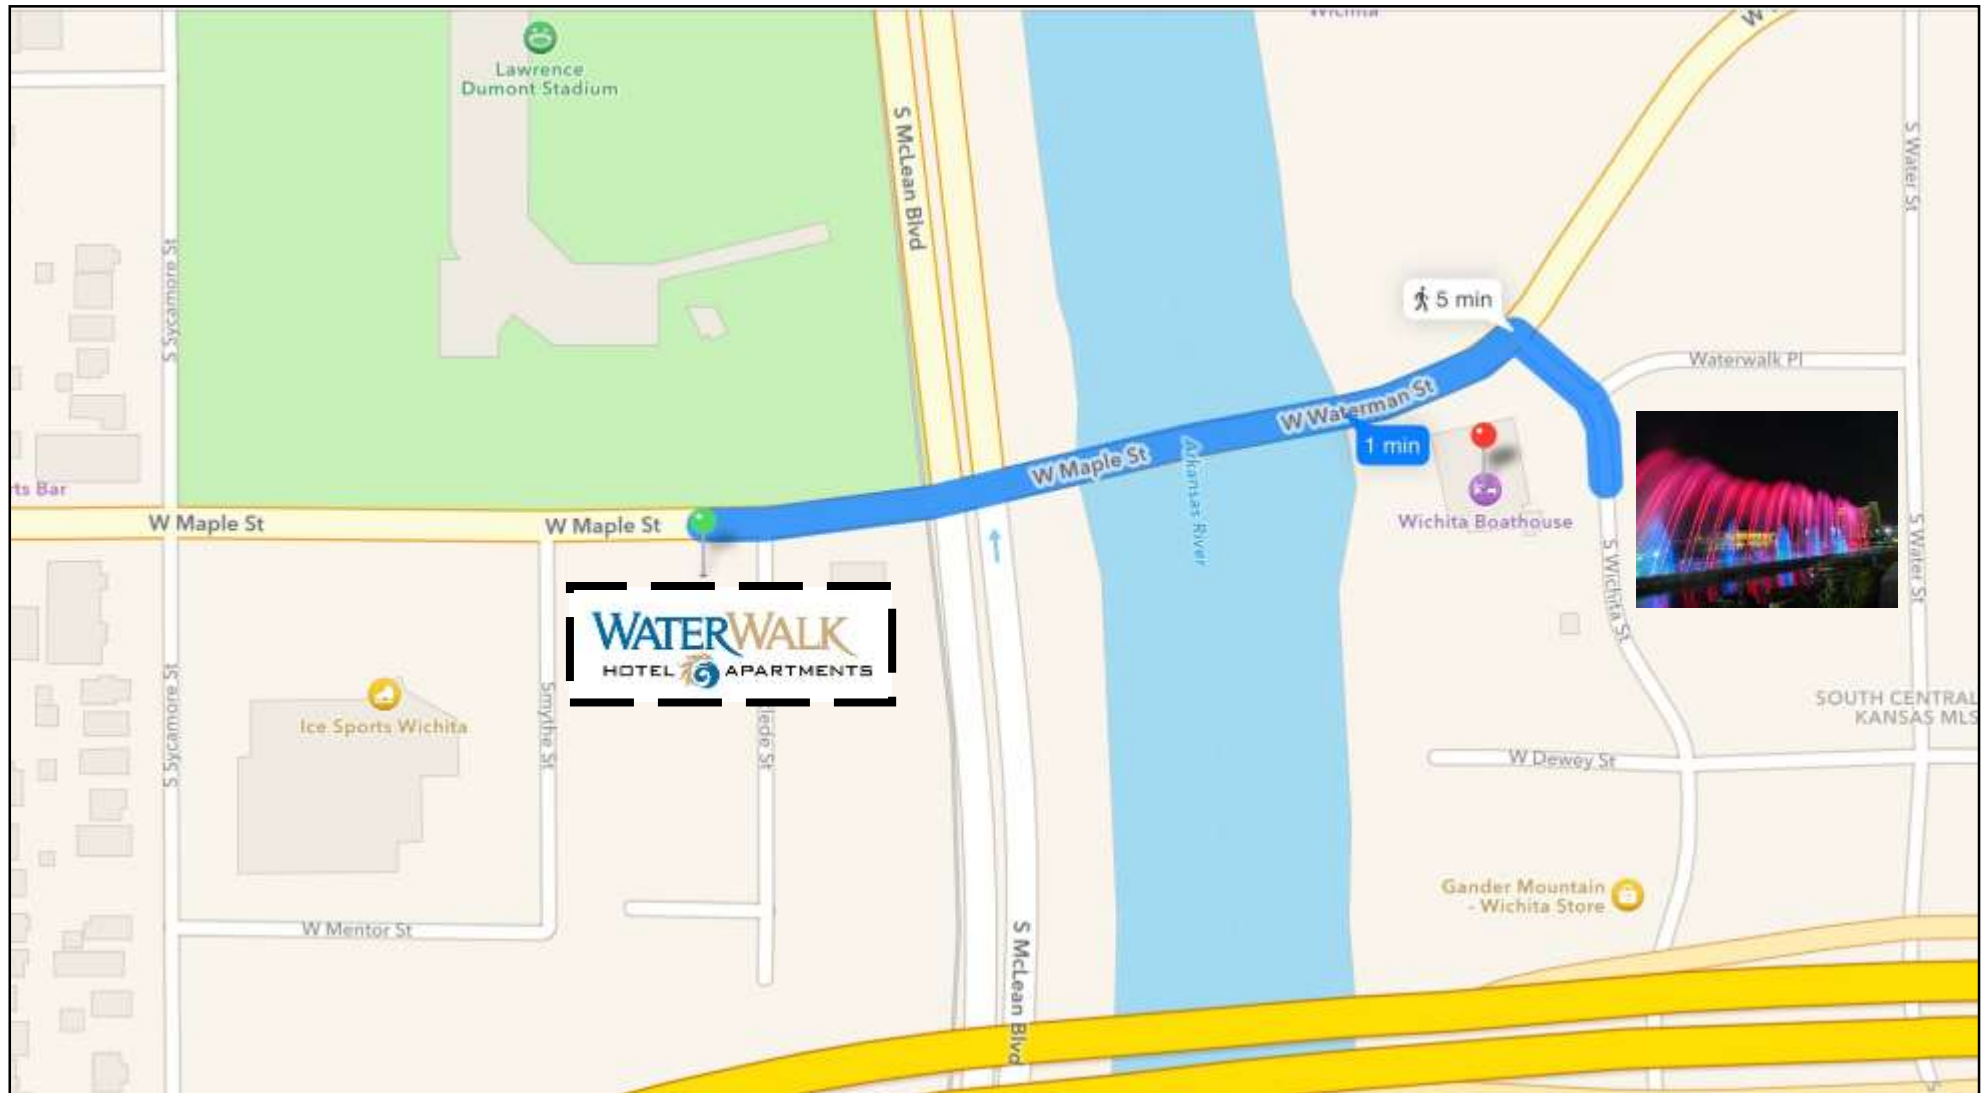 Wichita
W
Lawrence
Dumont Stadium
S McLean Blvd
S Water St
S Sycamore St
5 min
Waterwalk Pl
W Waterman St
1 min
W Maple St
Arkansas River
ts Bar
W Maple St
W Maple St
Wichita Boathouse
S Wichita St
S Water St
WATERWALK
HOTEL APARTMENTS
Ice Sports Wichita
S Sycamore St
Smythe St
lede St
SOUTH CENTRAL
KANSAS MLS
W Dewey St
Gander Mountain
- Wichita Store
W Mentor St
S McLean Blvd